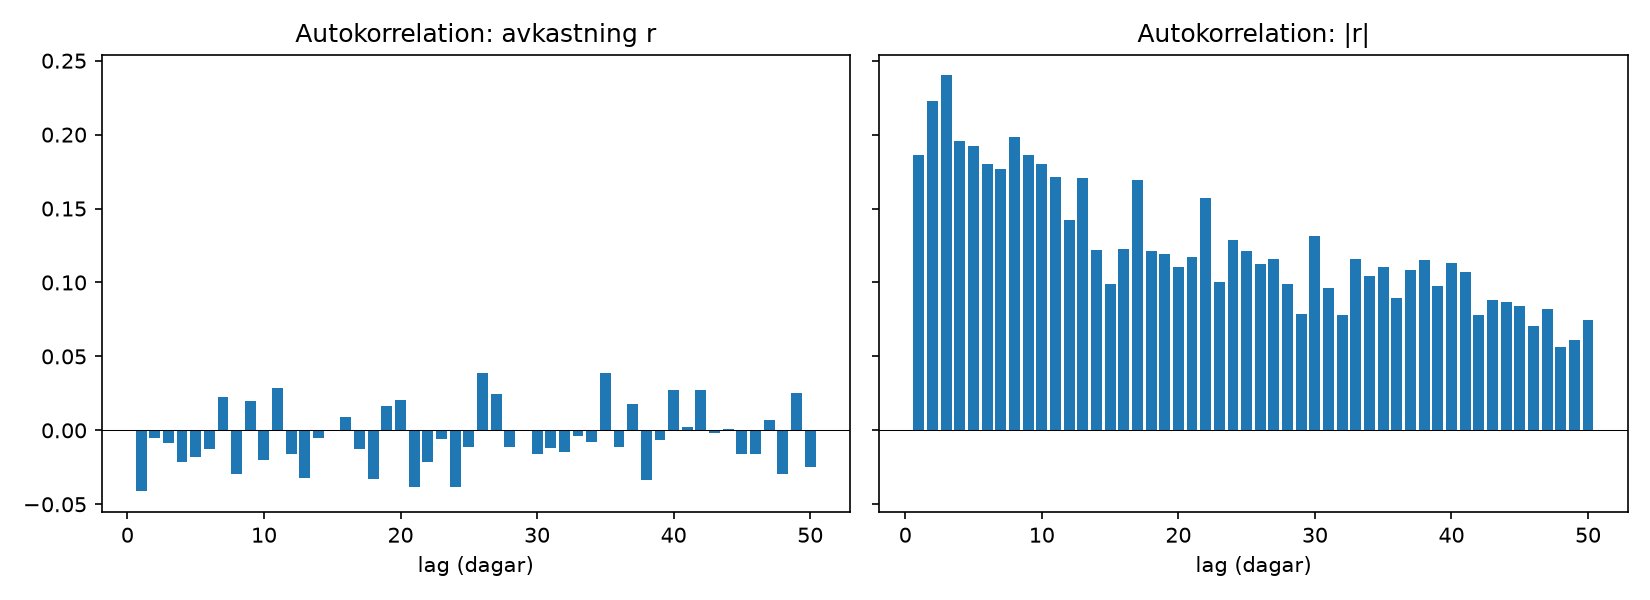 Autokorrelation: avkastning r
Autokorrelation: |r|
0.25
0.20
0.15
0.10
0.05
0.00
−0.05
0 10 20 30 40 50
0 10 20 30 40 50
lag (dagar)
lag (dagar)